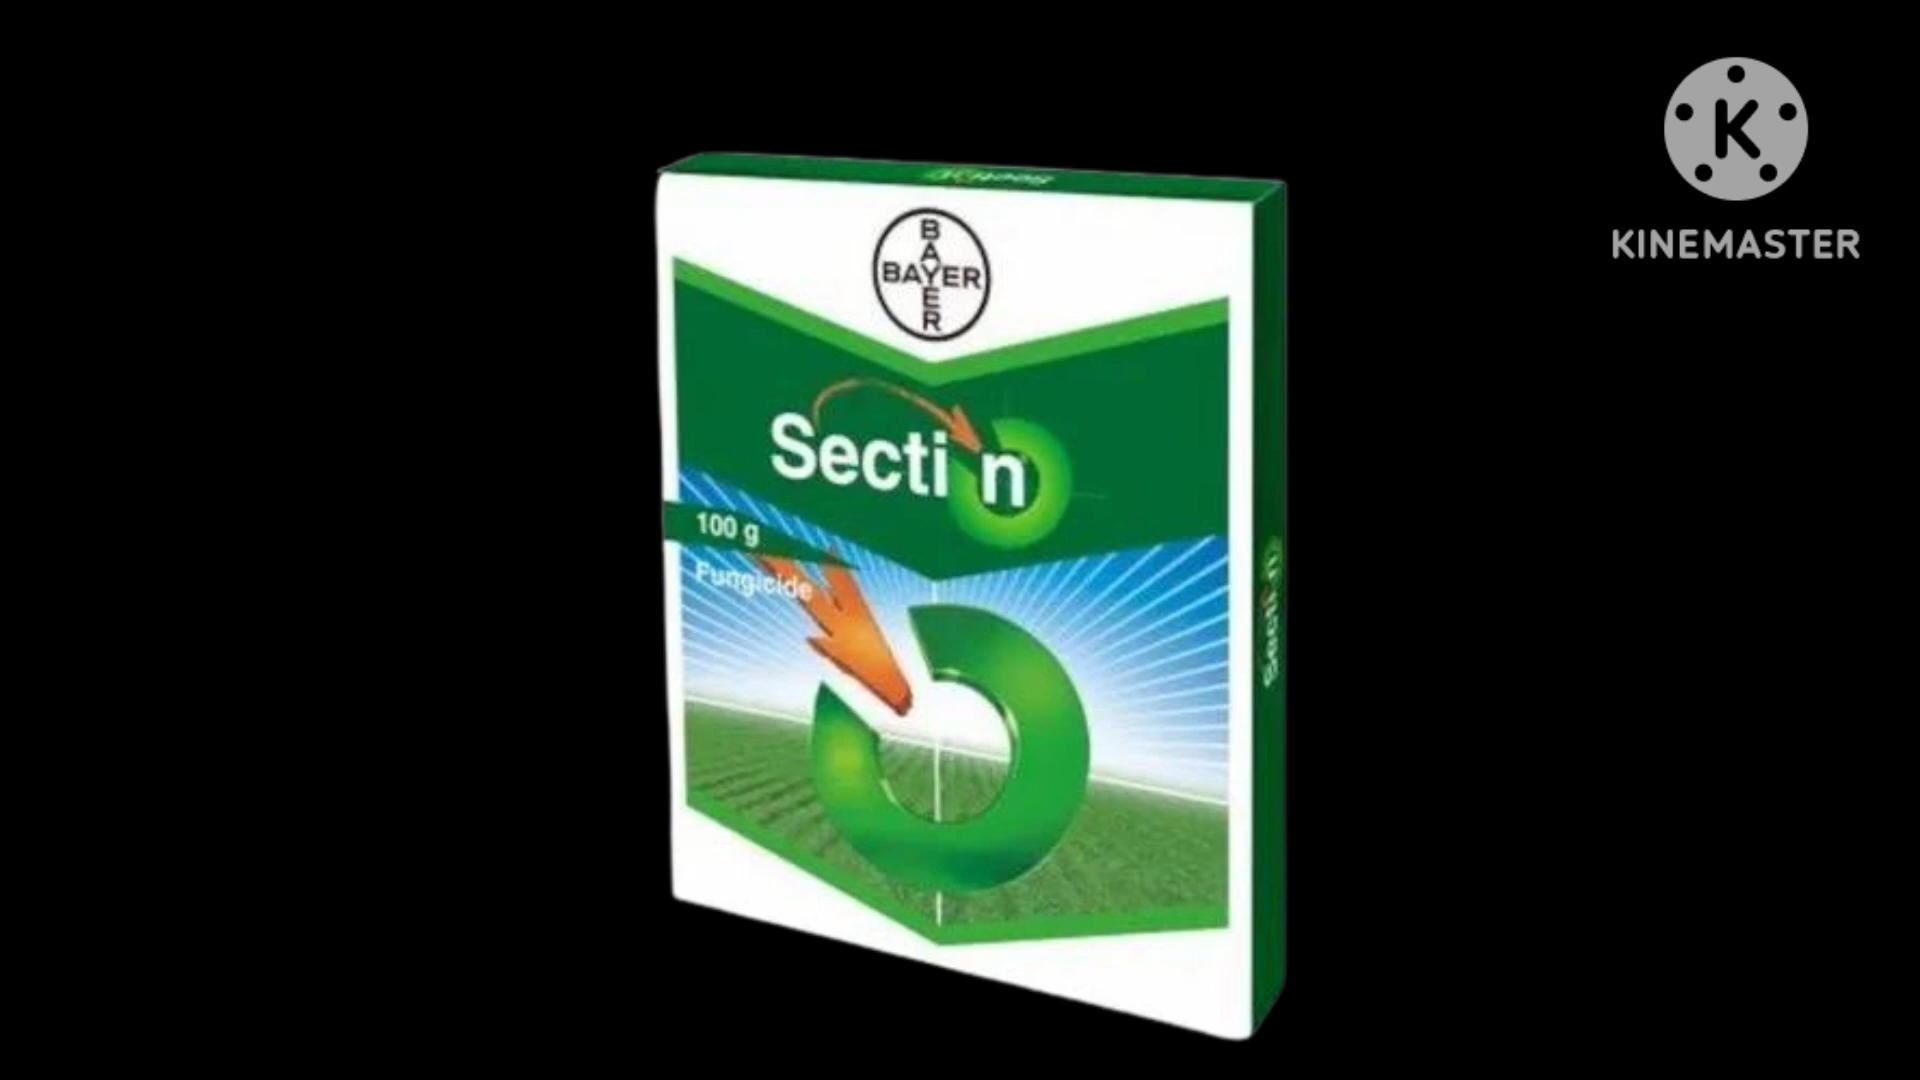 BAYER
BAYER
KINEMASTER
Secti n
100 g
Fungicide
Section